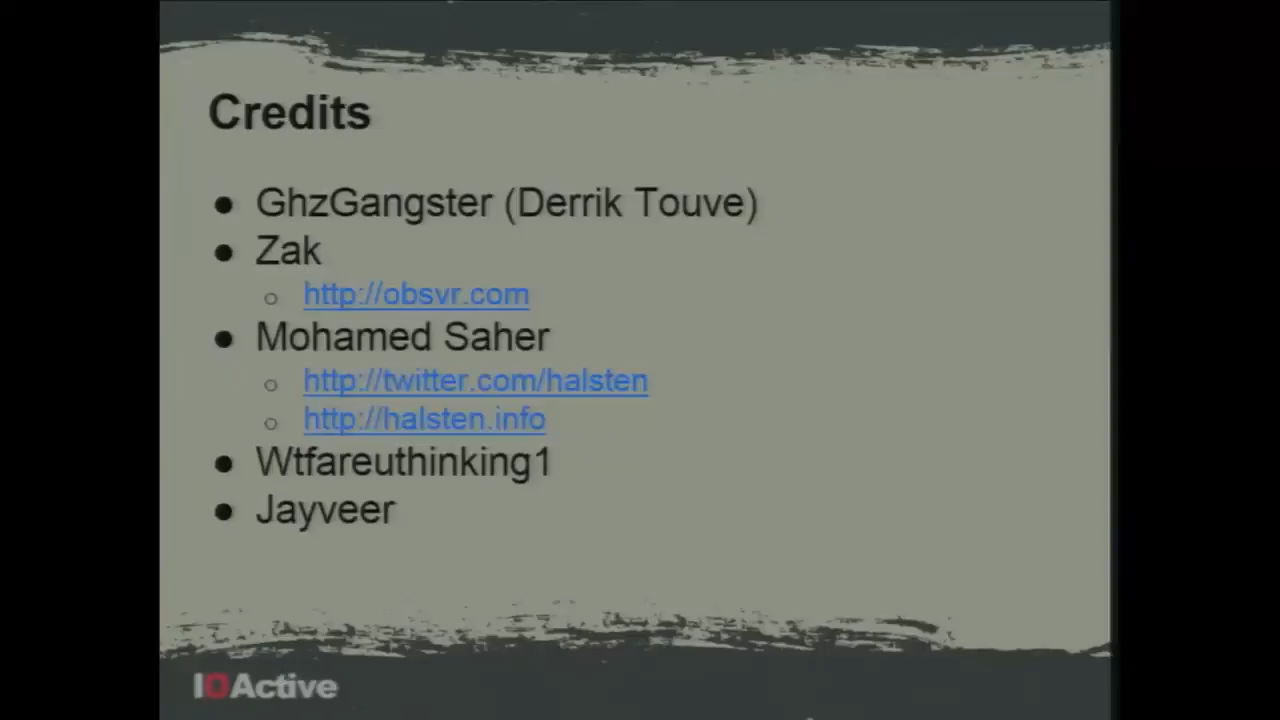 Credits
● GhzGangster (Derrik Touve)
● Zak
○ http://obsvr.com
● Mohamed Saher
○ http://twitter.com/halsten
○ http://halsten.info
● Wtfareuthinking1
● Jayveer
IOActive